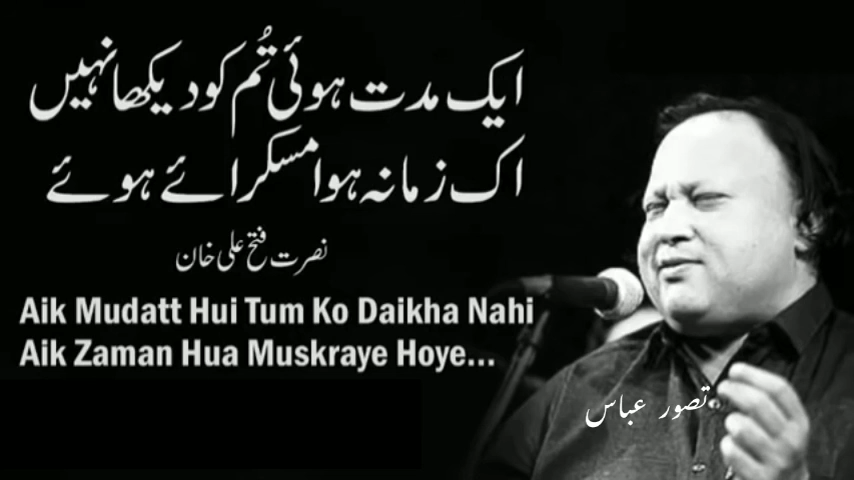 ایک مدت ہوئی تُم کو دیکھا نہیں
اک زمانہ ہوا مسکرائے ہوئے
نصرت فتح علی خان
Aik Mudatt Hui Tum Ko Daikha Nahi
Aik Zaman Hua Muskraye Hoye...
تصور عباس